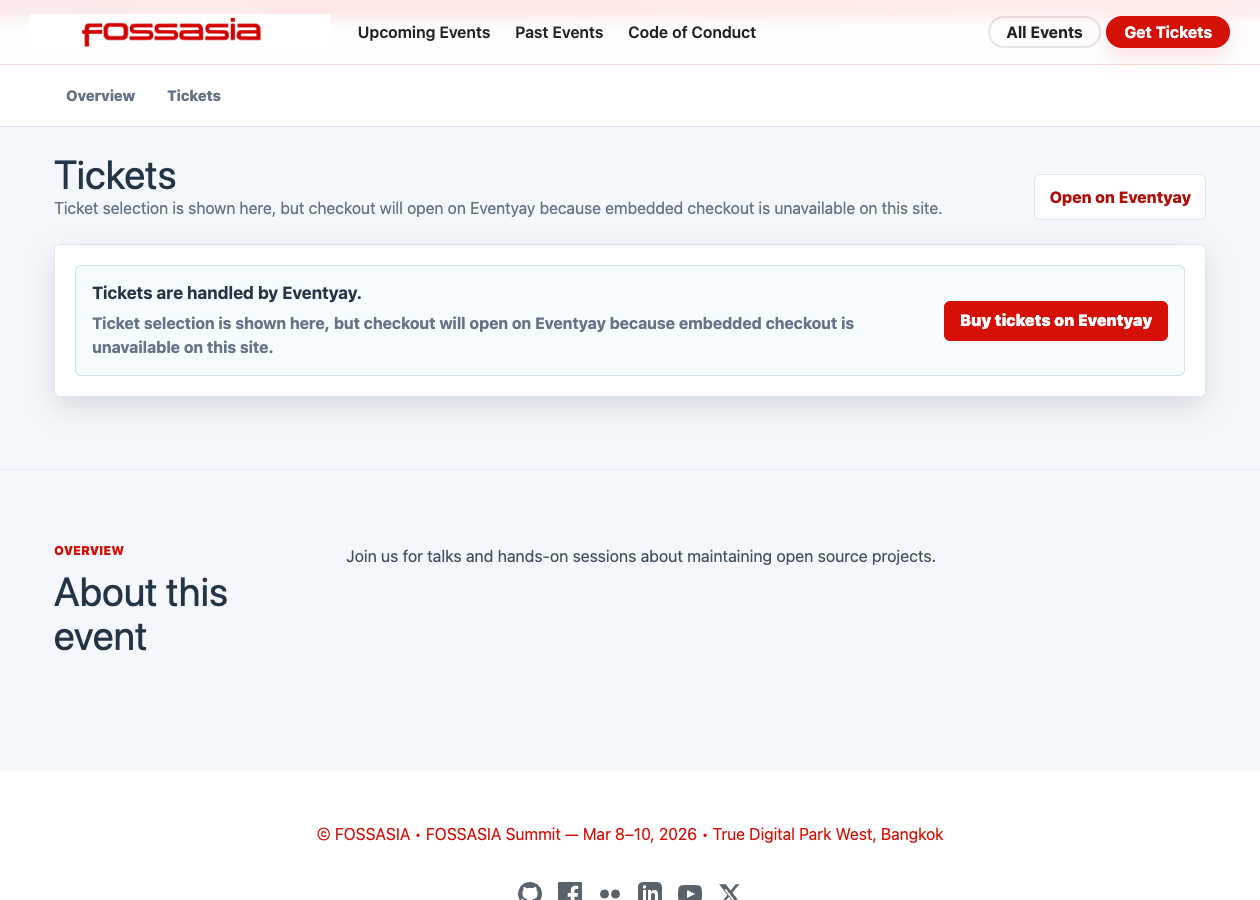 fossasia
Upcoming Events
Past Events
Code of Conduct
All Events
Get Tickets
Overview
Tickets
Tickets
Ticket selection is shown here, but checkout will open on Eventyay because embedded checkout is unavailable on this site.
Open on Eventyay
Tickets are handled by Eventyay.
Ticket selection is shown here, but checkout will open on Eventyay because embedded checkout is
unavailable on this site.
Buy tickets on Eventyay
OVERVIEW
About this
event
Join us for talks and hands-on sessions about maintaining open source projects.
© FOSSASIA • FOSSASIA Summit — Mar 8–10, 2026 • True Digital Park West, Bangkok